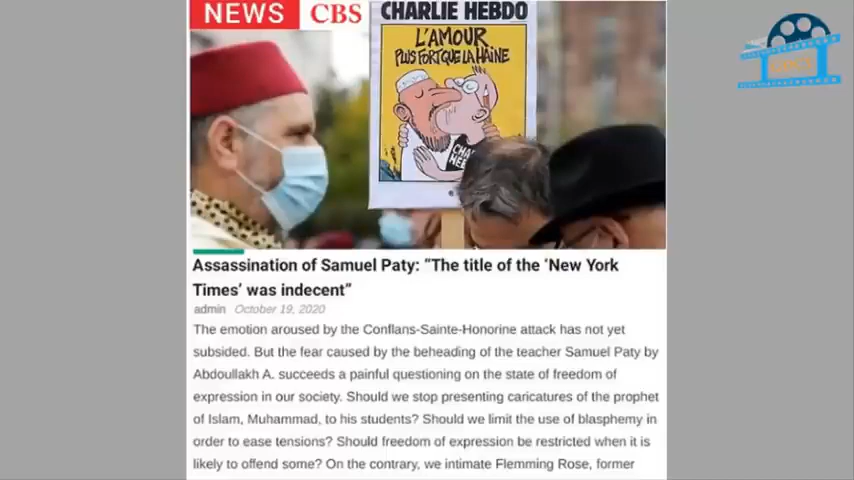 NEWS CBS
CHARLIE HEBDO
L'AMOUR
PLUS FORT QUE LA HAINE
CHARLIE
HEBDO
Assassination of Samuel Paty: “The title of the ‘New York
Times’ was indecent”
admin October 19, 2020
The emotion aroused by the Conflans-Sainte-Honorine attack has not yet
subsided. But the fear caused by the beheading of the teacher Samuel Paty by
Abdoullakh A. succeeds a painful questioning on the state of freedom of
expression in our society. Should we stop presenting caricatures of the prophet
of Islam, Muhammad, to his students? Should we limit the use of blasphemy in
order to ease tensions? Should freedom of expression be restricted when it is
likely to offend some? On the contrary, we intimate Flemming Rose, former